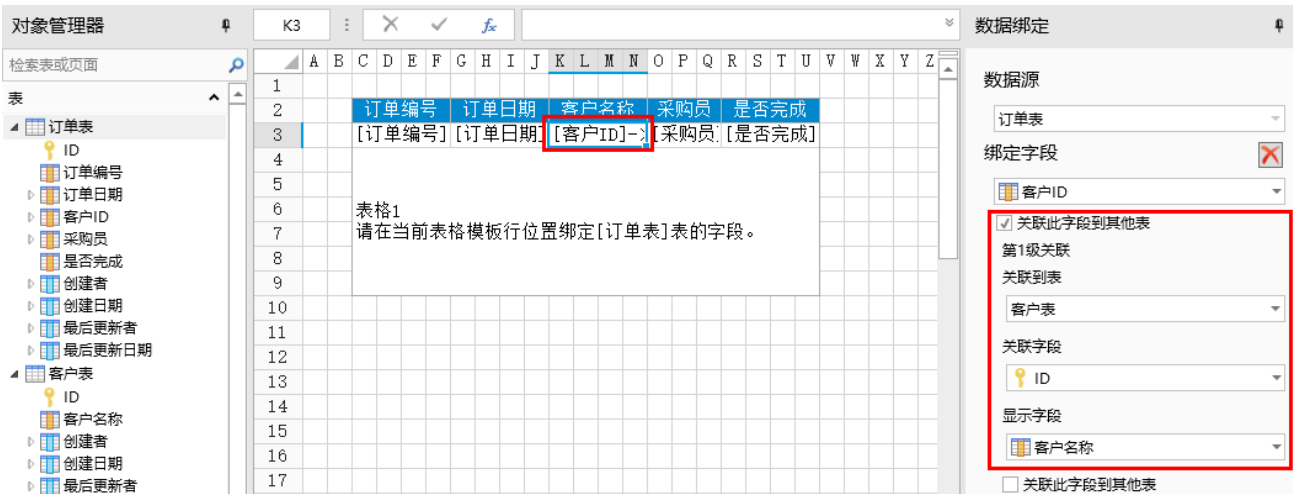 对象管理器
检索表或页面
表
订单表
ID
订单编号
订单日期
客户ID
采购员
是否完成
创建者
创建日期
最后更新者
最后更新日期
客户表
ID
客户名称
创建者
创建日期
最后更新者
K3
fx
A B C D E F G H I J K L M N O P Q R S T U V W X Y Z
1
2 订单编号 订单日期 客户名称 采购员 是否完成
3 [订单编号] [订单日期] [客户ID]-> [采购员] [是否完成]
4
5
6 表格1
7 请在当前表格模板行位置绑定[订单表]表的字段。
8
9
10
11
12
13
14
15
16
17
数据绑定
数据源
订单表
绑定字段
客户ID
关联此字段到其他表
第1级关联
关联到表
客户表
关联字段
ID
显示字段
客户名称
关联此字段到其他表